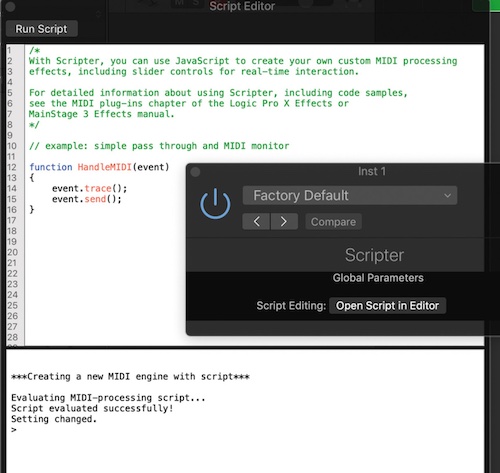 Script Editor
Run Script
1 /*
2 With Scripter, you can use JavaScript to create your own custom MIDI processing
3 effects, including slider controls for real-time interaction.
4
5 For detailed information about using Scripter, including code samples,
6 see the MIDI plug-ins chapter of the Logic Pro X Effects or
7 MainStage 3 Effects manual.
8 */
9
10 // example: simple pass through and MIDI monitor
11
12 function HandleMIDI(event)
13 {
14 event.trace();
15 event.send();
16 }
17
18
19
20
21
22
23
24
25
26
27
28
Inst 1
Factory Default
< > Compare
Scripter
Global Parameters
Script Editing: Open Script in Editor
***Creating a new MIDI engine with script***
Evaluating MIDI-processing script...
Script evaluated successfully!
Setting changed.
>